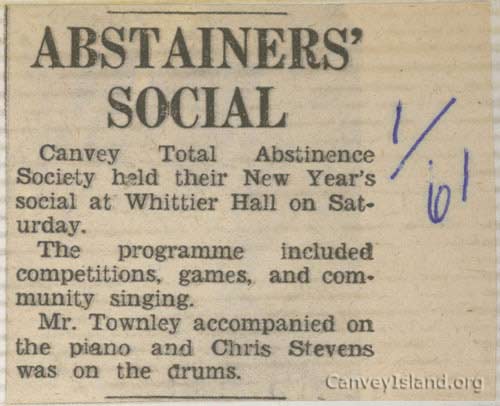 ABSTAINERS'
SOCIAL
Canvey Total Abstinence
Society held their New Year's
social at Whittier Hall on Sat-
urday.
The programme included
competitions, games, and com-
munity singing.
Mr. Townley accompanied on
the piano and Chris Stevens
was on the drums.
1/61
CanveyIsland.org